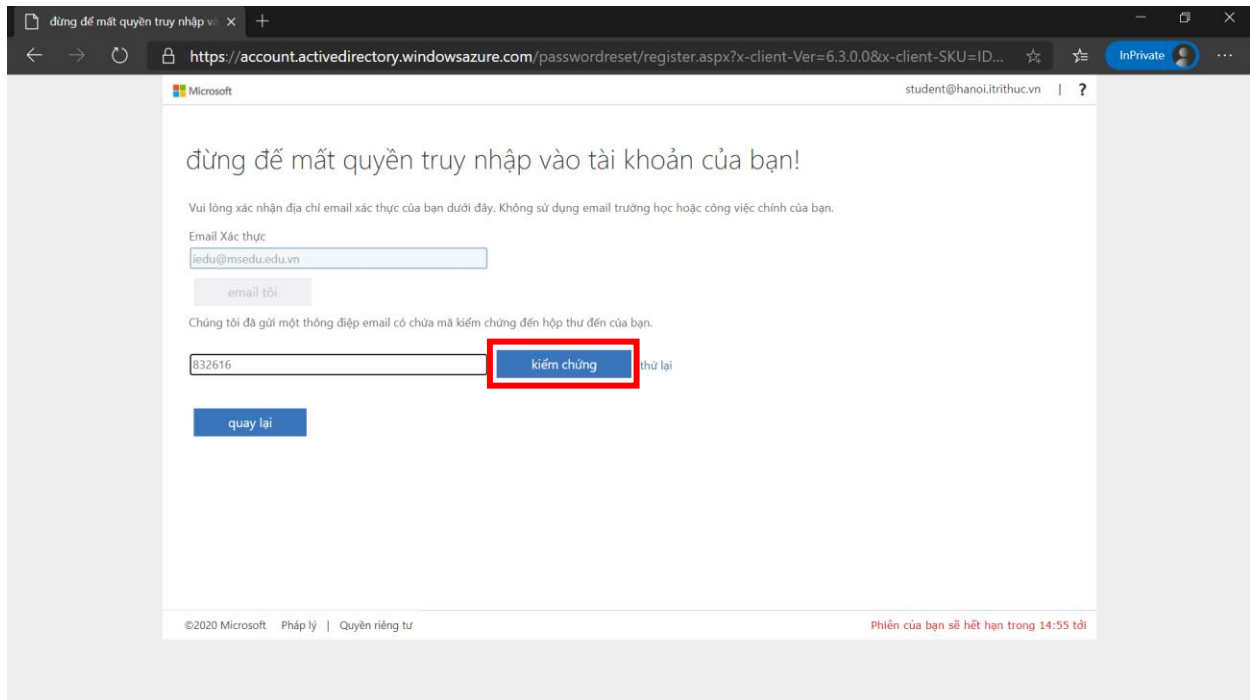 đừng để mất quyền truy nhập và
https://account.activedirectory.windowsazure.com/passwordreset/register.aspx?x-client-Ver=6.3.0.0&x-client-SKU=ID...
InPrivate
Microsoft
student@hanoi.itrithuc.vn | ?
đừng để mất quyền truy nhập vào tài khoản của bạn!
Vui lòng xác nhận địa chỉ email xác thực của bạn dưới đây. Không sử dụng email trường học hoặc công việc chính của bạn.
Email Xác thực
iedu@msedu.edu.vn
email tôi
Chúng tôi đã gửi một thông điệp email có chứa mã kiểm chứng đến hộp thư đến của bạn.
832616
kiểm chứng
thử lại
quay lại
©2020 Microsoft Pháp lý | Quyền riêng tư
Phiên của bạn sẽ hết hạn trong 14:55 tới